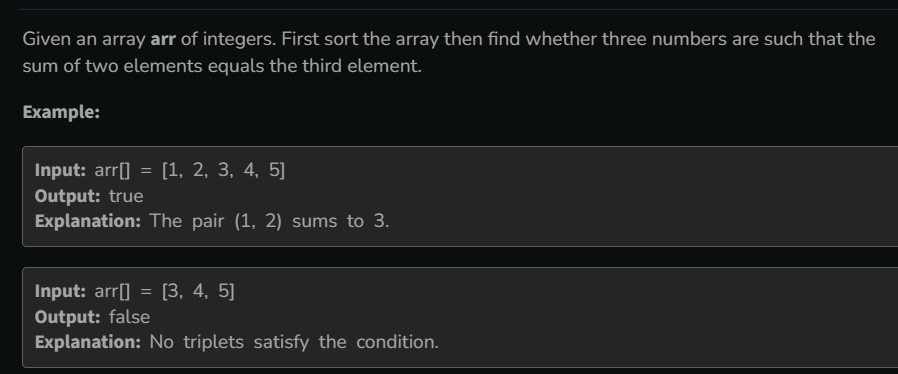 Given an array arr of integers. First sort the array then find whether three numbers are such that the
sum of two elements equals the third element.
Example:
Input: arr[] = [1, 2, 3, 4, 5]
Output: true
Explanation: The pair (1, 2) sums to 3.
Input: arr[] = [3, 4, 5]
Output: false
Explanation: No triplets satisfy the condition.